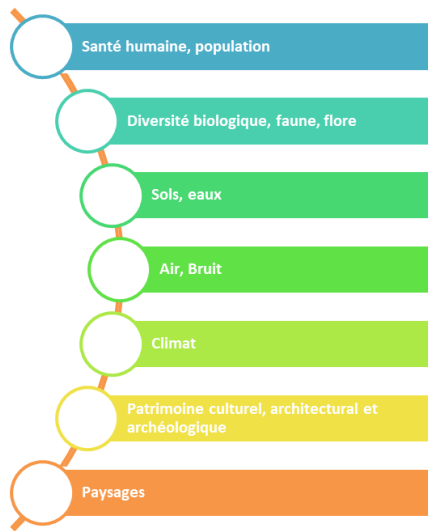 Santé humaine, population
Diversité biologique, faune, flore
Sols, eaux
Air, Bruit
Climat
Patrimoine culturel, architectural et
archéologique
Paysages